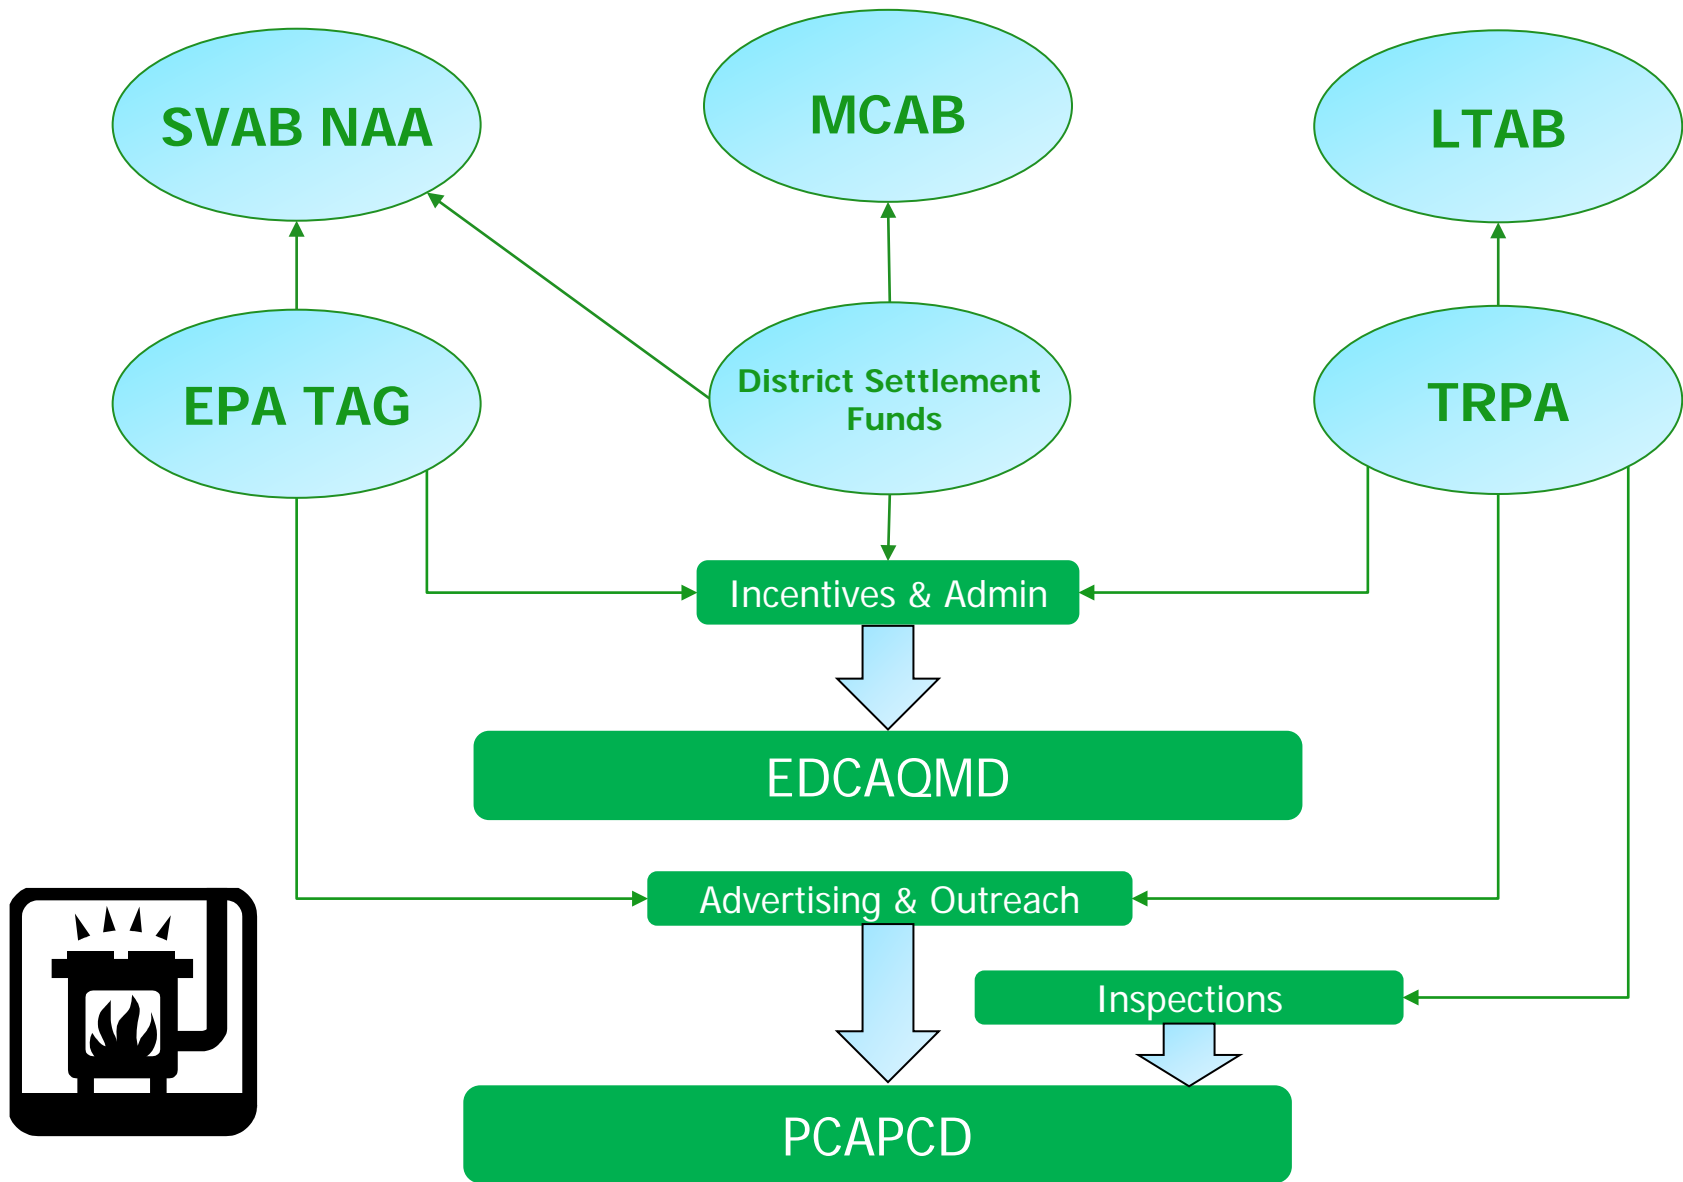 SVAB NAA
MCAB
LTAB
EPA TAG
District Settlement
Funds
TRPA
Incentives & Admin
EDCAQMD
Advertising & Outreach
Inspections
PCAPCD